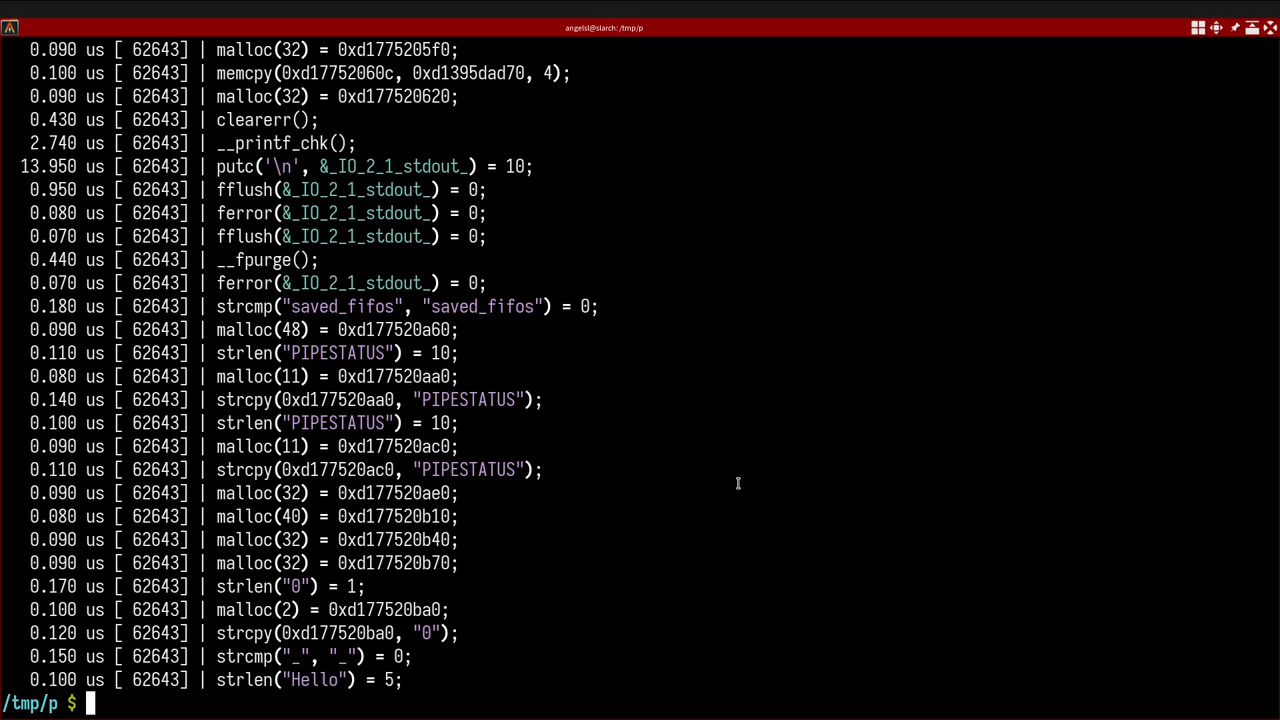 angelsl@slarch: /tmp/p
0.090 us [ 62643] | malloc(32) = 0xd1775205f0;
0.100 us [ 62643] | memcpy(0xd17752060c, 0xd1395dad70, 4);
0.090 us [ 62643] | malloc(32) = 0xd177520620;
0.430 us [ 62643] | clearerr();
2.740 us [ 62643] | __printf_chk();
13.950 us [ 62643] | putc('\n', &_IO_2_1_stdout_) = 10;
0.950 us [ 62643] | fflush(&_IO_2_1_stdout_) = 0;
0.080 us [ 62643] | ferror(&_IO_2_1_stdout_) = 0;
0.070 us [ 62643] | fflush(&_IO_2_1_stdout_) = 0;
0.440 us [ 62643] | __fpurge();
0.070 us [ 62643] | ferror(&_IO_2_1_stdout_) = 0;
0.180 us [ 62643] | strcmp("saved_fifos", "saved_fifos") = 0;
0.090 us [ 62643] | malloc(48) = 0xd177520a60;
0.110 us [ 62643] | strlen("PIPESTATUS") = 10;
0.080 us [ 62643] | malloc(11) = 0xd177520aa0;
0.140 us [ 62643] | strcpy(0xd177520aa0, "PIPESTATUS");
0.100 us [ 62643] | strlen("PIPESTATUS") = 10;
0.090 us [ 62643] | malloc(11) = 0xd177520ac0;
0.110 us [ 62643] | strcpy(0xd177520ac0, "PIPESTATUS");
0.090 us [ 62643] | malloc(32) = 0xd177520ae0;
0.080 us [ 62643] | malloc(40) = 0xd177520b10;
0.090 us [ 62643] | malloc(32) = 0xd177520b40;
0.090 us [ 62643] | malloc(32) = 0xd177520b70;
0.170 us [ 62643] | strlen("0") = 1;
0.100 us [ 62643] | malloc(2) = 0xd177520ba0;
0.120 us [ 62643] | strcpy(0xd177520ba0, "0");
0.150 us [ 62643] | strcmp("_", "_") = 0;
0.100 us [ 62643] | strlen("Hello") = 5;
/tmp/p $